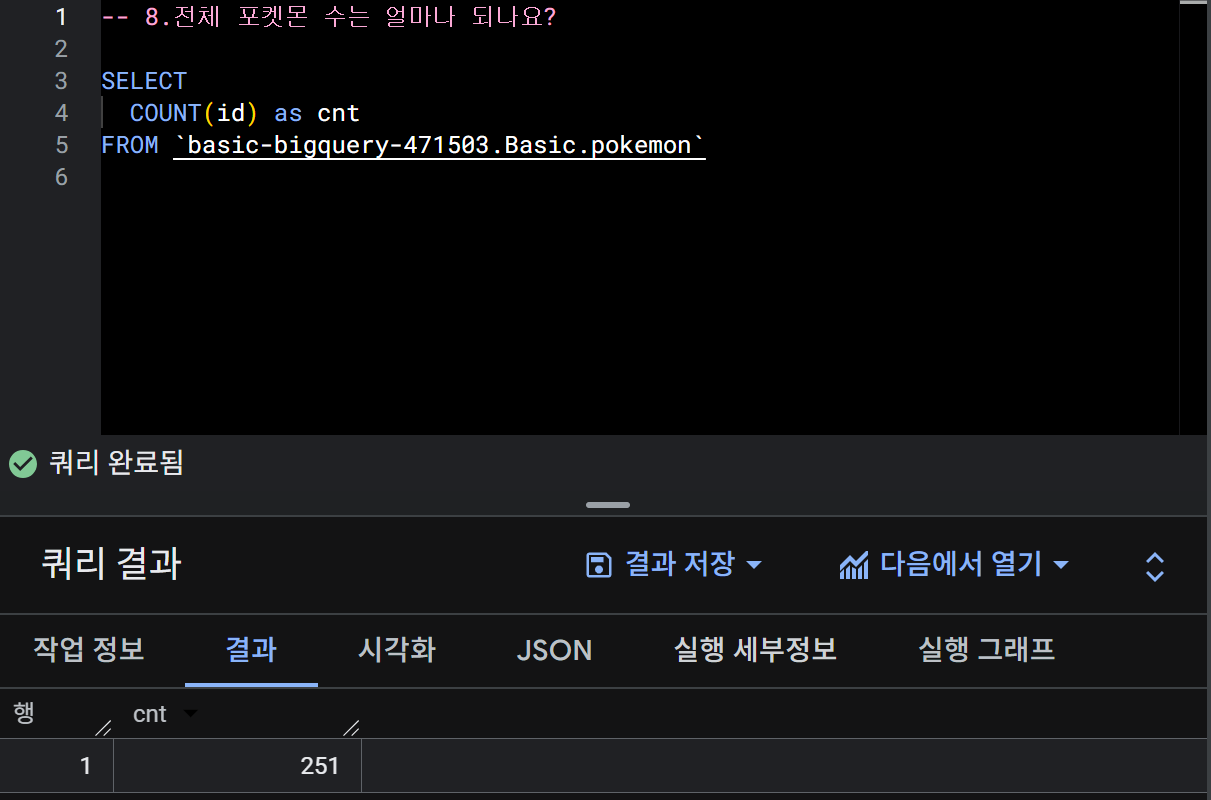 1 -- 8.전체 포켓몬 수는 얼마나 되나요?
2
3 SELECT
4 COUNT(id) as cnt
5 FROM `basic-bigquery-471503.Basic.pokemon`
6
쿼리 완료됨
쿼리 결과 결과 저장 다음에서 열기
작업 정보 결과 시각화 JSON 실행 세부정보 실행 그래프
행 cnt
1 251